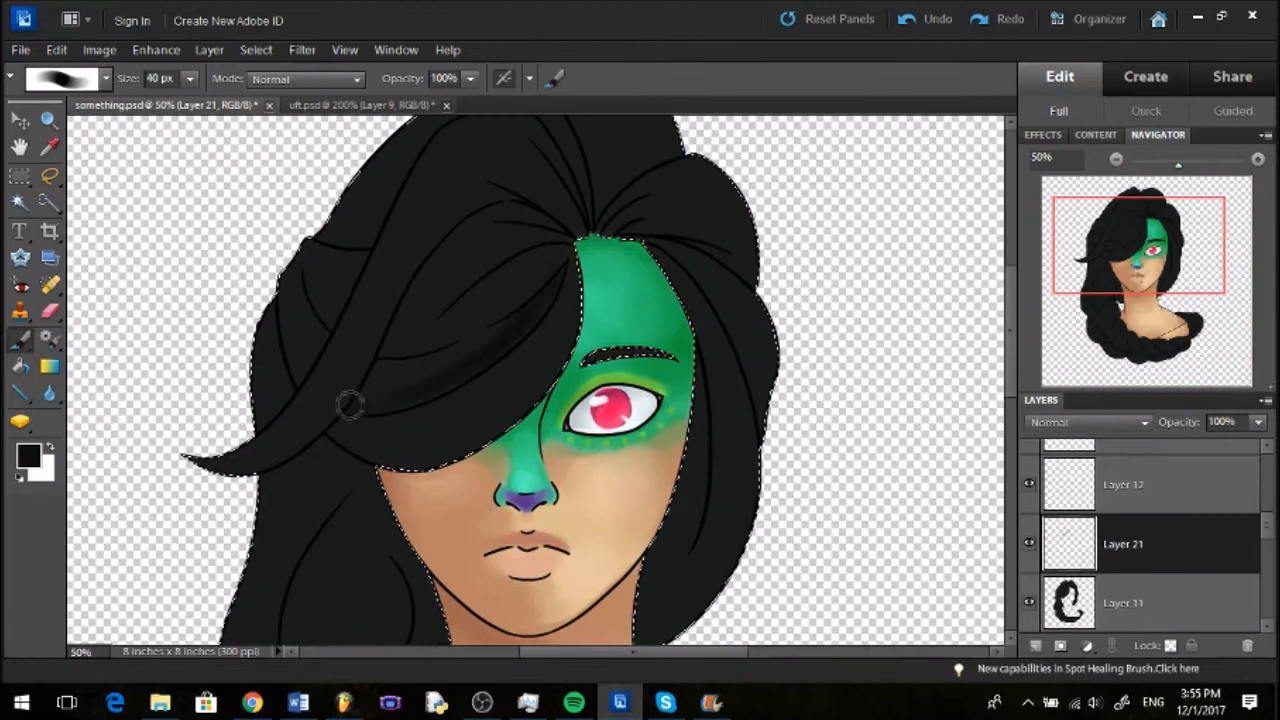 Sign In Create New Adobe ID Reset Panels Undo Redo Organizer
File Edit Image Enhance Layer Select Filter View Window Help
Size: 40 px Mode: Normal Opacity: 100% Edit Create Share
something.psd @ 50% (Layer 21, RGB/8) * uft.psd @ 200% (Layer 9, RGB/8) *
Full Quick Guided
EFFECTS CONTENT NAVIGATOR
50%
LAYERS
Normal Opacity: 100%
Layer 12
Layer 21
Layer 11
Lock:
50% 8 inches x 8 inches (300 ppi)
New capabilities in Spot Healing Brush.Click here
ENG 3:55 PM
12/1/2017